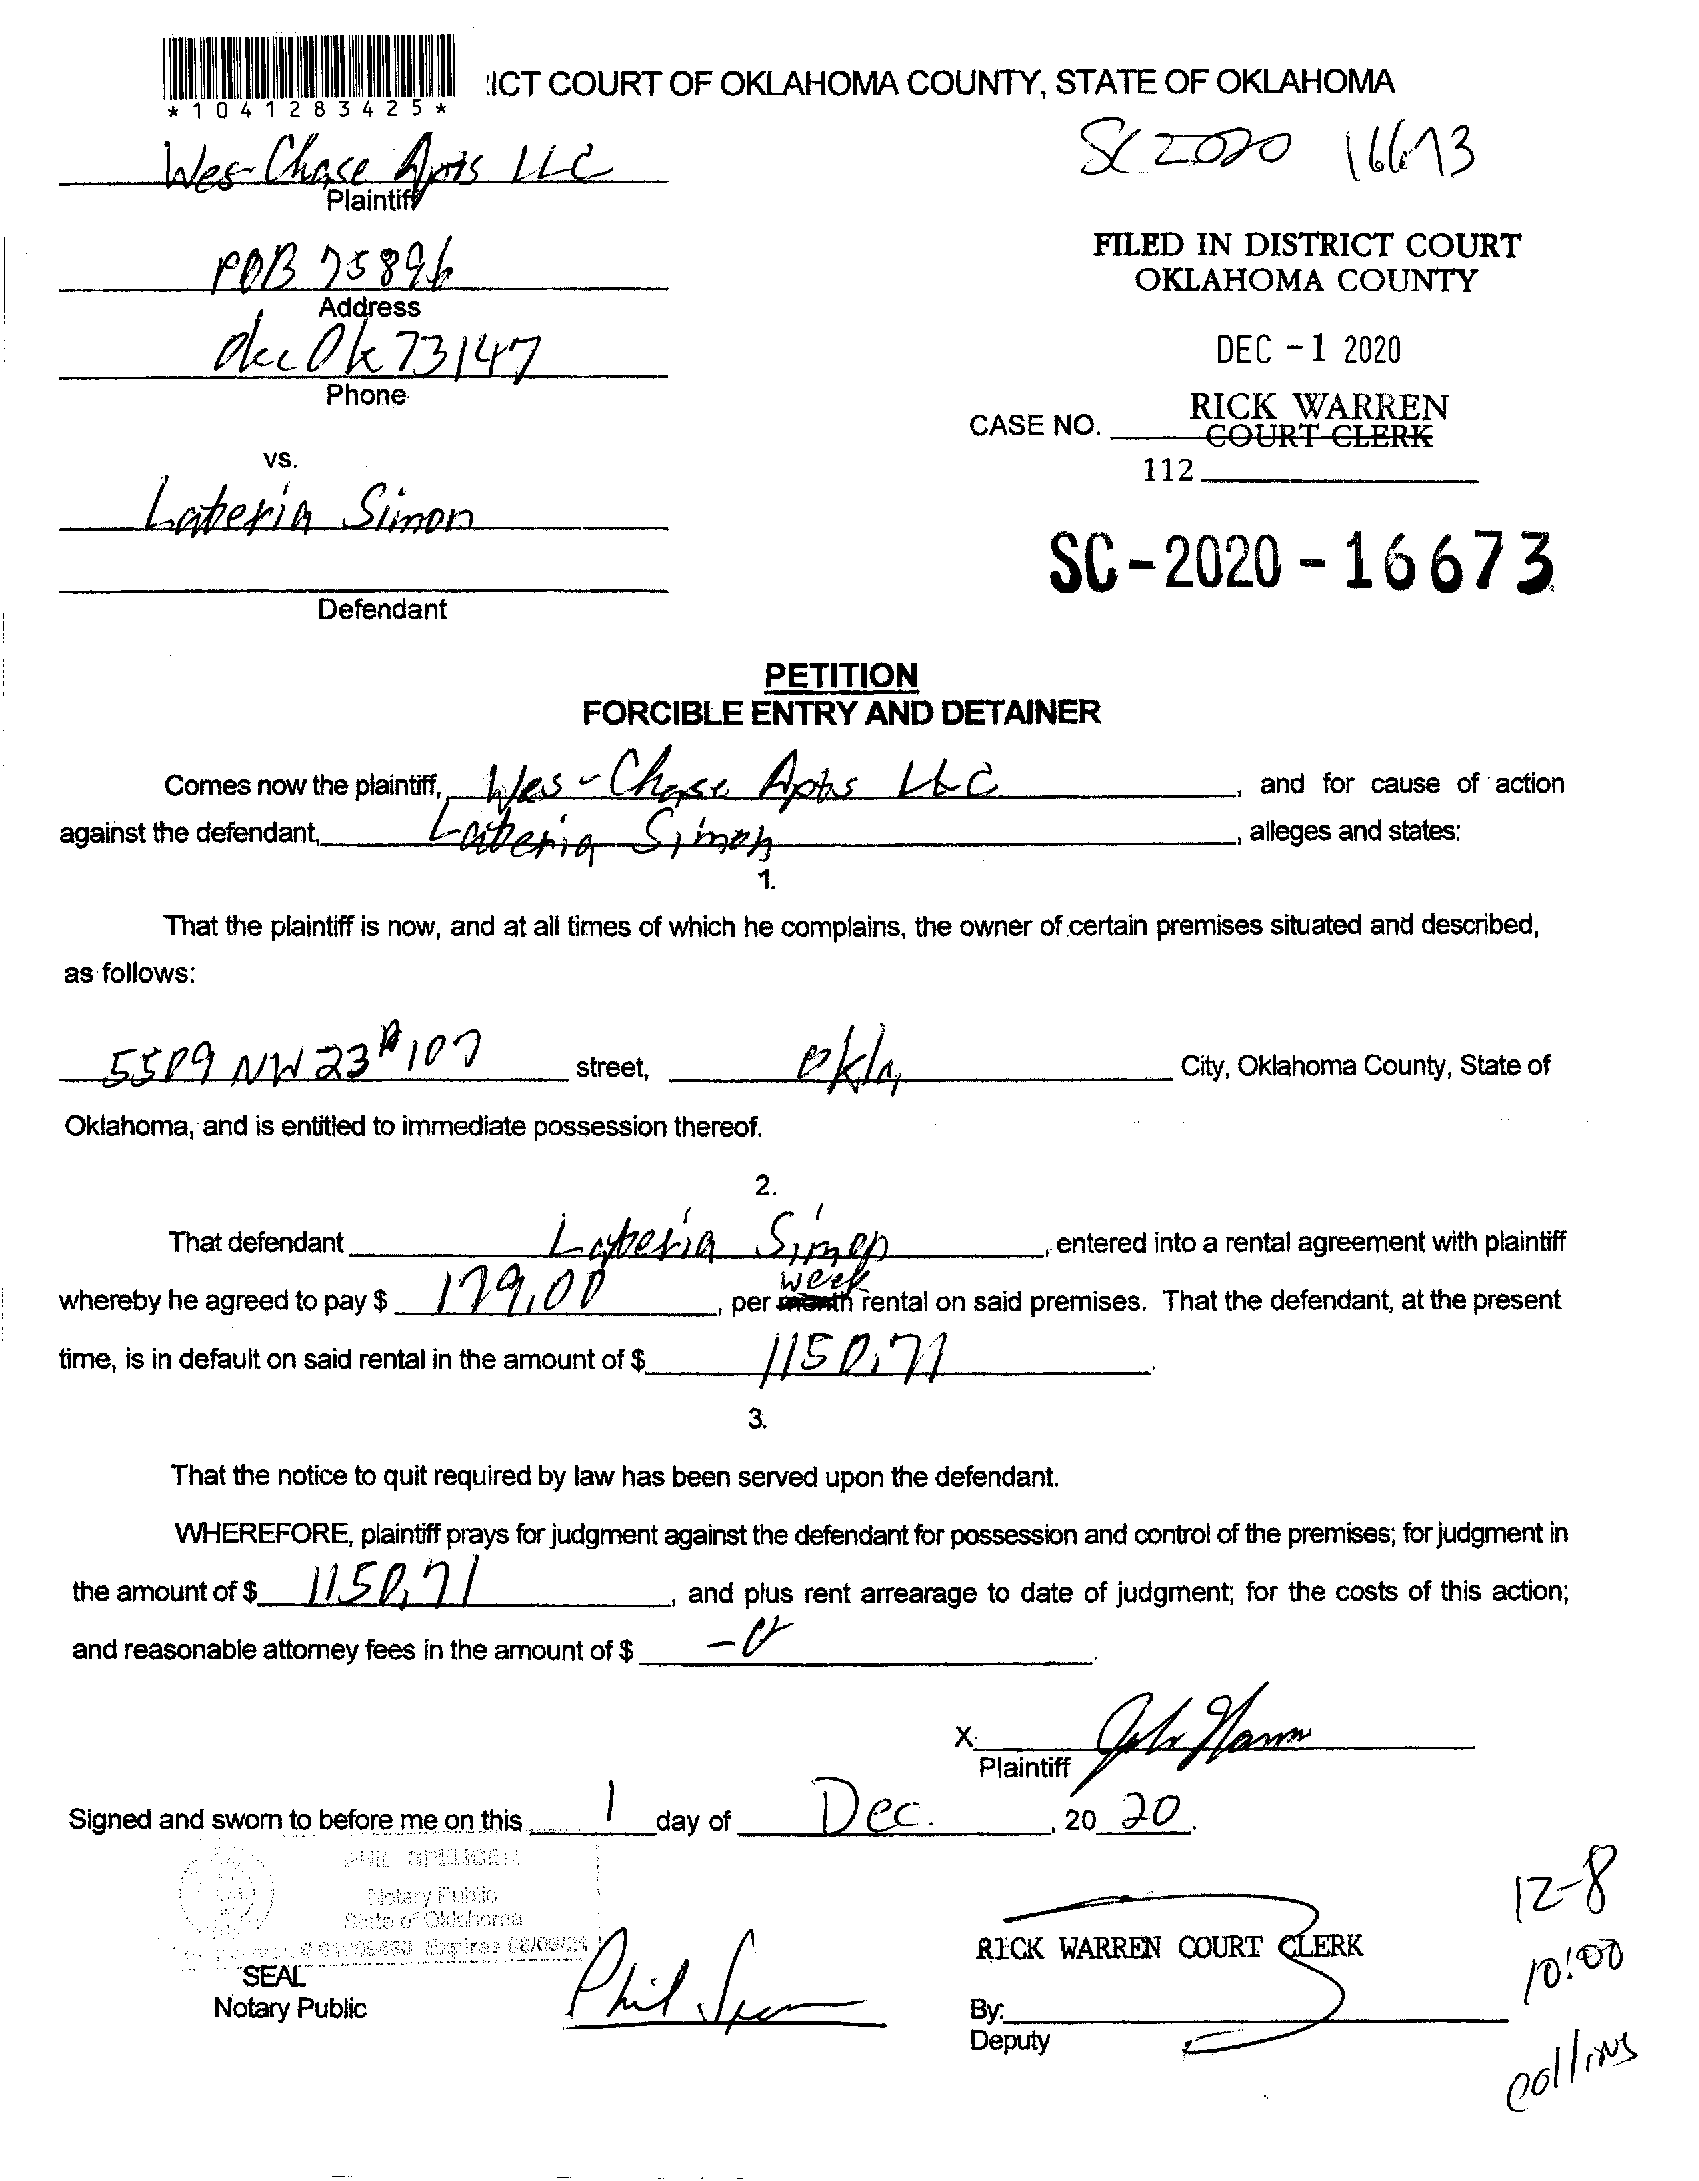 *1041283425*
ICT COURT OF OKLAHOMA COUNTY, STATE OF OKLAHOMA
SC 2020 16673
Wes-Chase Apts LLC
Plaintiff
POB 75896
Address
FILED IN DISTRICT COURT
OKLAHOMA COUNTY
Okc Ok 73147
Phone
DEC -1 2020
RICK WARREN
COURT CLERK
CASE NO.
112
vs.
Laberia Simon
SC-2020-16673
Defendant
PETITION
FORCIBLE ENTRY AND DETAINER
Comes now the plaintiff, Wes-Chase Apts LLC, and for cause of action
against the defendant, Laberia Simon, alleges and states:
1.
That the plaintiff is now, and at all times of which he complains, the owner of certain premises situated and described,
as follows:
5509 NW 23 #107 street, Okla, City, Oklahoma County, State of
Oklahoma, and is entitled to immediate possession thereof.
2.
That defendant Laberia Simon, entered into a rental agreement with plaintiff
whereby he agreed to pay $ 179.00, per month week rental on said premises. That the defendant, at the present
time, is in default on said rental in the amount of $ 1150.71.
3.
That the notice to quit required by law has been served upon the defendant.
WHEREFORE, plaintiff prays for judgment against the defendant for possession and control of the premises; for judgment in
the amount of $ 1150.71, and plus rent arrearage to date of judgment; for the costs of this action;
and reasonable attorney fees in the amount of $ -0.
X
Plaintiff
Signed and sworn to before me on this 1 day of Dec., 20 20.
Notary Public
State of Oklahoma
SEAL
Notary Public
Phil
RICK WARREN COURT CLERK
By:
Deputy
12-8
10:00
Collins